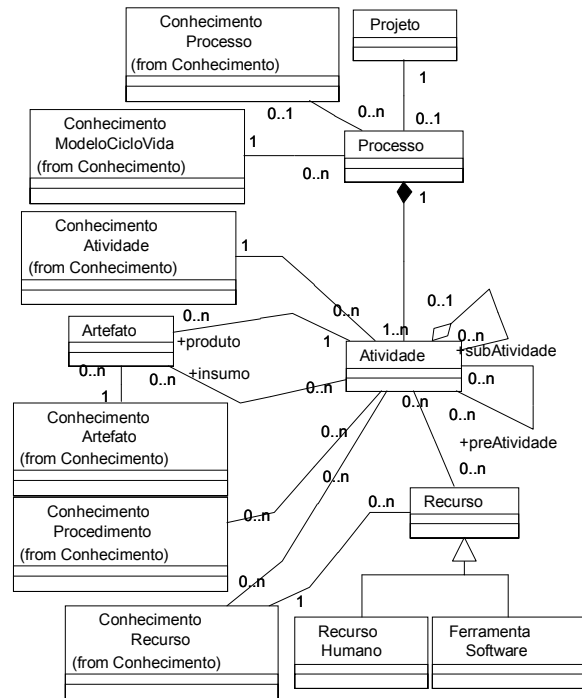 Conhecimento
Processo
(from Conhecimento)
Projeto
1
0..1
0..n
0..1
Conhecimento
ModeloCicloVida
(from Conhecimento)
1
0..n
Processo
1
Conhecimento
Atividade
(from Conhecimento)
1
0..n
1..n
0..1
0..n
+subAtividade
Artefato
0..n
+produto
1
Atividade
0..n
0..n
+insumo
0..n
0..n
0..n
0..n
+preAtividade
1
Conhecimento
Artefato
(from Conhecimento)
0..n
0..n
0..n
Conhecimento
Procedimento
(from Conhecimento)
0..n
0..n
Recurso
0..n
Conhecimento
Recurso
(from Conhecimento)
1
Recurso
Humano
Ferramenta
Software